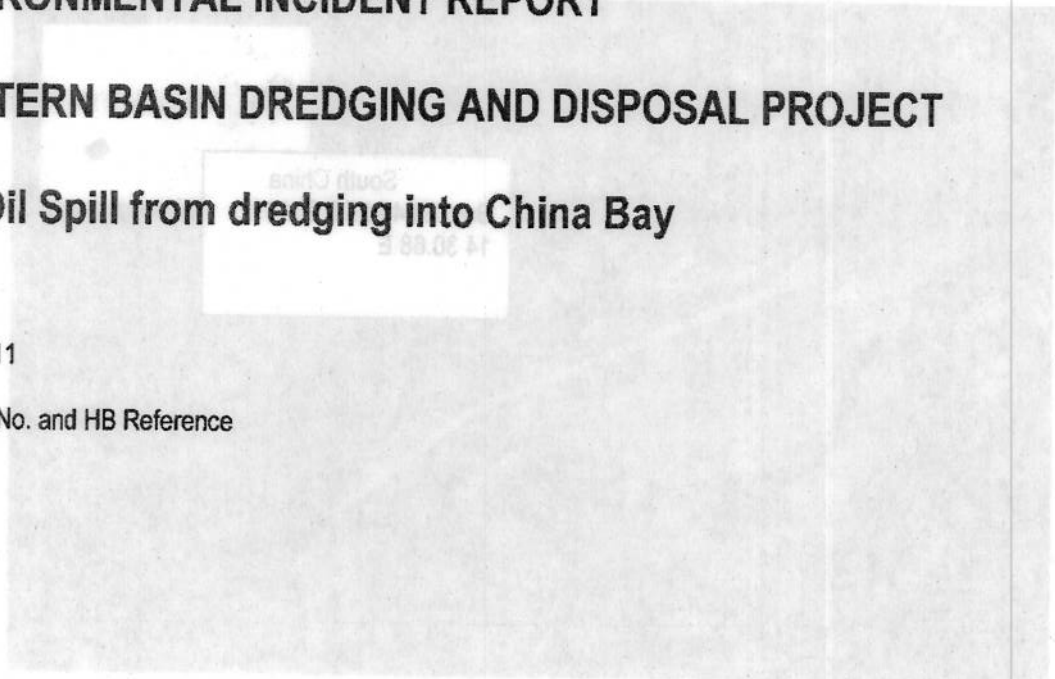 RONMENTAL INCIDENT REPORT
TERN BASIN DREDGING AND DISPOSAL PROJECT
South China
14 30.68 E
Oil Spill from dredging into China Bay
11
No. and HB Reference